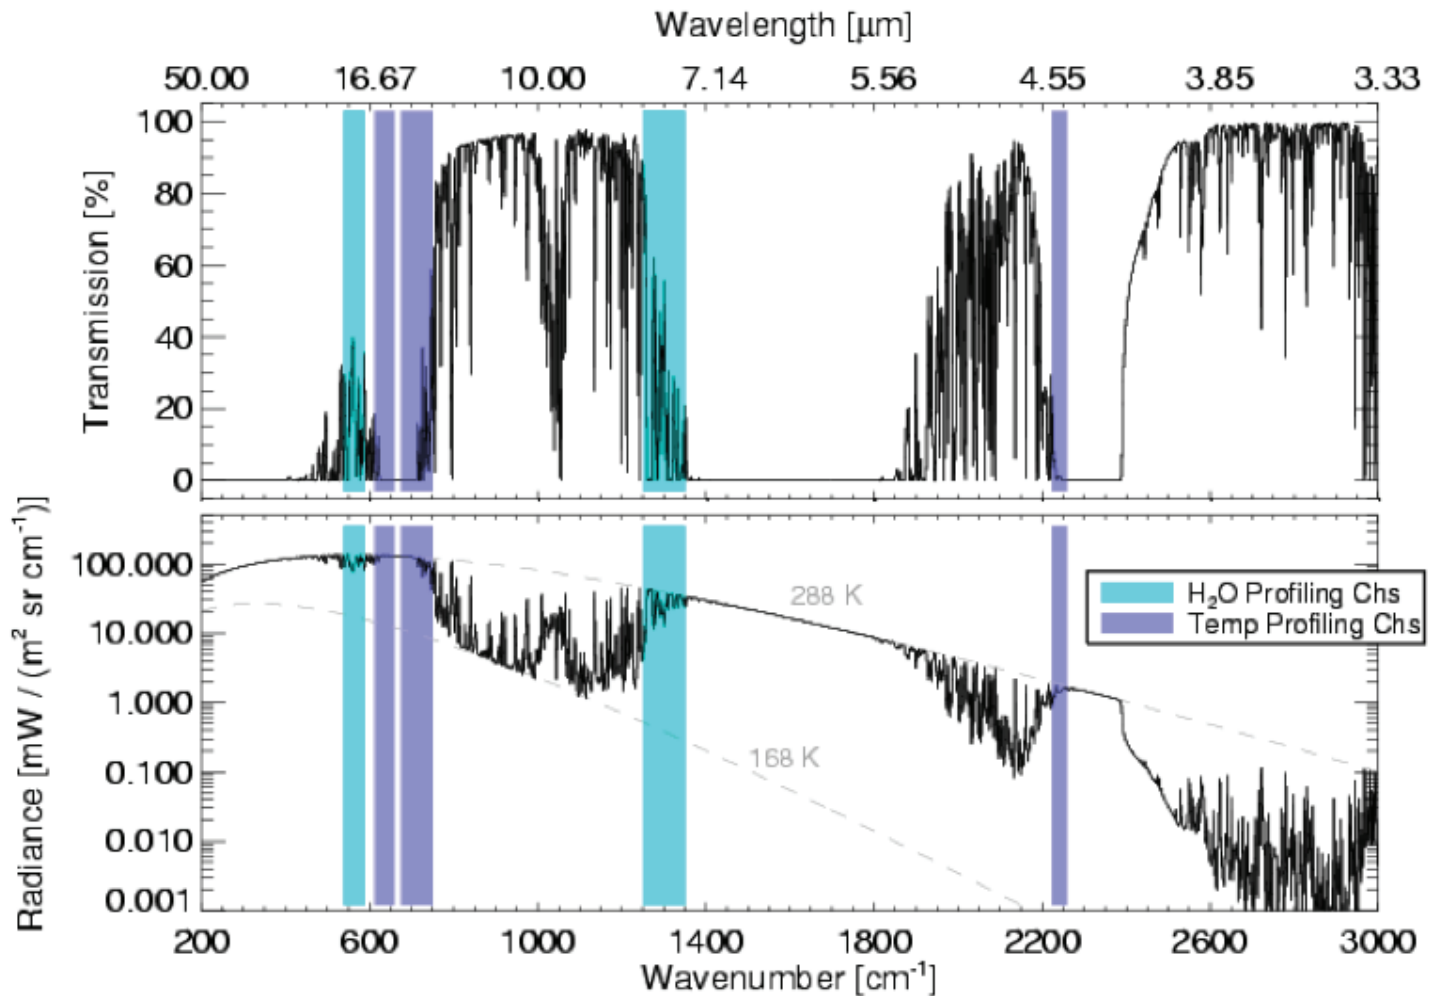 Wavelength [μm]
50.00 16.67 10.00 7.14 5.56 4.55 3.85 3.33
Transmission [%]
100
80
60
40
20
0
Radiance [mW / (m² sr cm⁻¹)]
100.000
10.000
1.000
0.100
0.010
0.001
288 K
168 K
H₂O Profiling Chs
Temp Profiling Chs
200 600 1000 1400 1800 2200 2600 3000
Wavenumber [cm⁻¹]